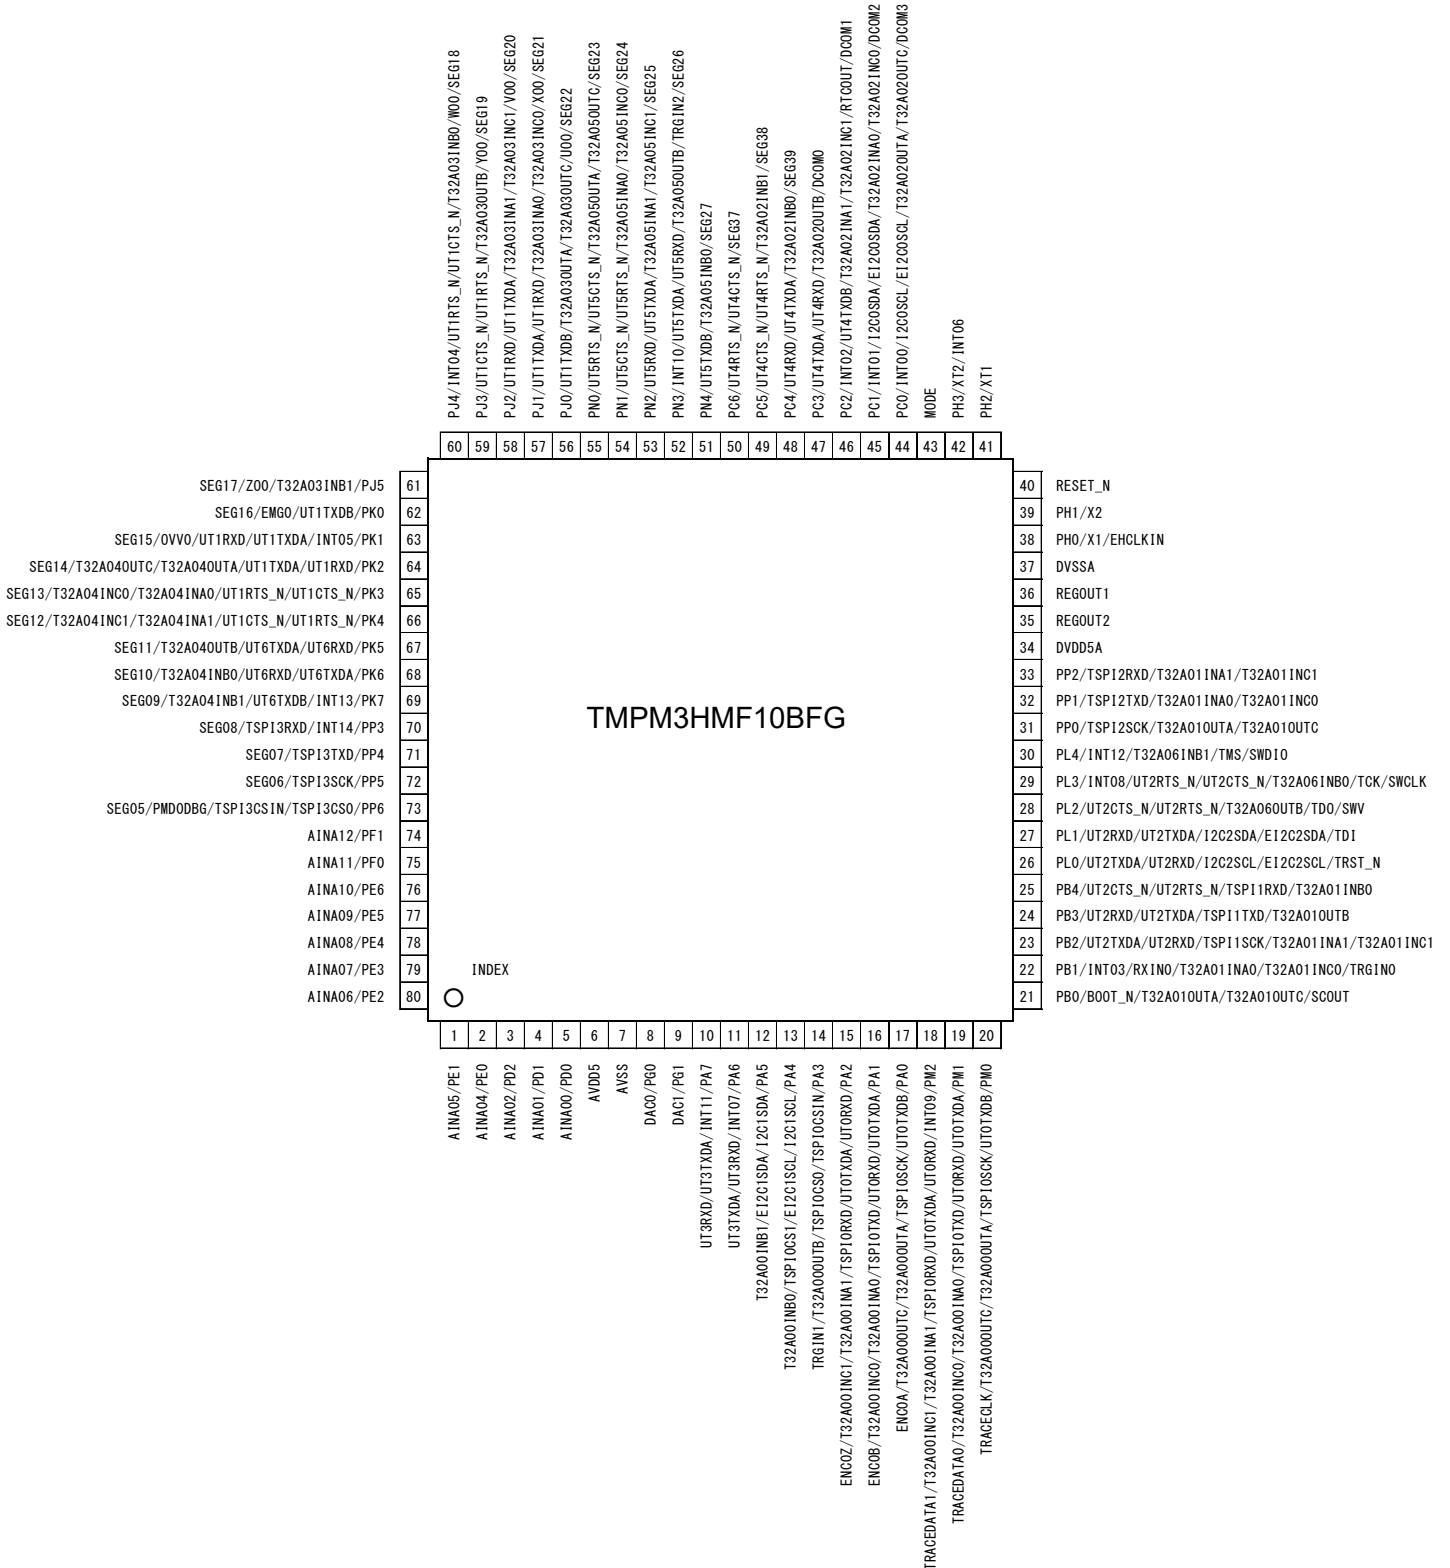 PJ4/INT04/UT1RTS_N/UT1CTS_N/T32A03INB0/WO0/SEG18
PJ3/UT1CTS_N/UT1RTS_N/T32A03OUTB/YO0/SEG19
PJ2/UT1RXD/UT1TXDA/T32A03INA1/T32A03INC1/VO0/SEG20
PJ1/UT1TXDA/UT1RXD/T32A03INA0/T32A03INC0/XO0/SEG21
PJ0/UT1TXDB/T32A03OUTA/T32A03OUTC/UO0/SEG22
PN0/UT5RTS_N/UT5CTS_N/T32A05OUTA/T32A05OUTC/SEG23
PN1/UT5CTS_N/UT5RTS_N/T32A05INA0/T32A05INC0/SEG24
PN2/UT5RXD/UT5TXDA/T32A05INA1/T32A05INC1/SEG25
PN3/INT10/UT5TXDA/UT5RXD/T32A05OUTB/TRGIN2/SEG26
PN4/UT5TXDB/T32A05INB0/SEG27
PC6/UT4RTS_N/UT4CTS_N/SEG37
PC5/UT4CTS_N/UT4RTS_N/T32A02INB1/SEG38
PC4/UT4RXD/UT4TXDA/T32A02INB0/SEG39
PC3/UT4TXDA/UT4RXD/T32A02OUTB/DCOM0
PC2/INT02/UT4TXDB/T32A02INA1/T32A02INC1/RTCOUT/DCOM1
PC1/INT01/I2C0SDA/EI2C0SDA/T32A02INA0/T32A02INC0/DCOM2
PC0/INT00/I2C0SCL/EI2C0SCL/T32A02OUTA/T32A02OUTC/DCOM3
MODE
PH3/XT2/INT06
PH2/XT1
60 59 58 57 56 55 54 53 52 51 50 49 48 47 46 45 44 43 42 41
SEG17/ZO0/T32A03INB1/PJ5 61
SEG16/EMG0/UT1TXDB/PK0 62
SEG15/OVV0/UT1RXD/UT1TXDA/INT05/PK1 63
SEG14/T32A04OUTC/T32A04OUTA/UT1TXDA/UT1RXD/PK2 64
SEG13/T32A04INC0/T32A04INA0/UT1RTS_N/UT1CTS_N/PK3 65
SEG12/T32A04INC1/T32A04INA1/UT1CTS_N/UT1RTS_N/PK4 66
SEG11/T32A04OUTB/UT6TXDA/UT6RXD/PK5 67
SEG10/T32A04INB0/UT6RXD/UT6TXDA/PK6 68
SEG09/T32A04INB1/UT6TXDB/INT13/PK7 69
SEG08/TSPI3RXD/INT14/PP3 70
SEG07/TSPI3TXD/PP4 71
SEG06/TSPI3SCK/PP5 72
SEG05/PMD0DBG/TSPI3CSIN/TSPI3CS0/PP6 73
AINA12/PF1 74
AINA11/PF0 75
AINA10/PE6 76
AINA09/PE5 77
AINA08/PE4 78
AINA07/PE3 79
AINA06/PE2 80
TMPM3HMF10BFG
INDEX
40 RESET_N
39 PH1/X2
38 PH0/X1/EHCLKIN
37 DVSSA
36 REGOUT1
35 REGOUT2
34 DVDD5A
33 PP2/TSPI2RXD/T32A01INA1/T32A01INC1
32 PP1/TSPI2TXD/T32A01INA0/T32A01INC0
31 PP0/TSPI2SCK/T32A01OUTA/T32A01OUTC
30 PL4/INT12/T32A06INB1/TMS/SWDIO
29 PL3/INT08/UT2RTS_N/UT2CTS_N/T32A06INB0/TCK/SWCLK
28 PL2/UT2CTS_N/UT2RTS_N/T32A06OUTB/TDO/SWV
27 PL1/UT2RXD/UT2TXDA/I2C2SDA/EI2C2SDA/TDI
26 PL0/UT2TXDA/UT2RXD/I2C2SCL/EI2C2SCL/TRST_N
25 PB4/UT2CTS_N/UT2RTS_N/TSPI1RXD/T32A01INB0
24 PB3/UT2RXD/UT2TXDA/TSPI1TXD/T32A01OUTB
23 PB2/UT2TXDA/UT2RXD/TSPI1SCK/T32A01INA1/T32A01INC1
22 PB1/INT03/RXIN0/T32A01INA0/T32A01INC0/TRGIN0
21 PB0/BOOT_N/T32A01OUTA/T32A01OUTC/SCOUT
1 2 3 4 5 6 7 8 9 10 11 12 13 14 15 16 17 18 19 20
AINA05/PE1
AINA04/PE0
AINA02/PD2
AINA01/PD1
AINA00/PD0
AVDD5
AVSS
DAC0/PG0
DAC1/PG1
UT3RXD/UT3TXDA/INT11/PA7
UT3TXDA/UT3RXD/INT07/PA6
T32A00INB1/EI2C1SDA/I2C1SDA/PA5
T32A00INB0/TSPI0CS1/EI2C1SCL/I2C1SCL/PA4
TRGIN1/T32A00OUTB/TSPI0CS0/TSPI0CSIN/PA3
ENC0Z/T32A00INC1/T32A00INA1/TSPI0RXD/UT0TXDA/UT0RXD/PA2
ENC0B/T32A00INC0/T32A00INA0/TSPI0TXD/UT0RXD/UT0TXDA/PA1
ENC0A/T32A00OUTC/T32A00OUTA/TSPI0SCK/UT0TXDB/PA0
TRACEDATA1/T32A00INC1/T32A00INA1/TSPI0RXD/UT0TXDA/UT0RXD/INT09/PM2
TRACEDATA0/T32A00INC0/T32A00INA0/TSPI0TXD/UT0RXD/UT0TXDA/PM1
TRACECLK/T32A00OUTC/T32A00OUTA/TSPI0SCK/UT0TXDB/PM0